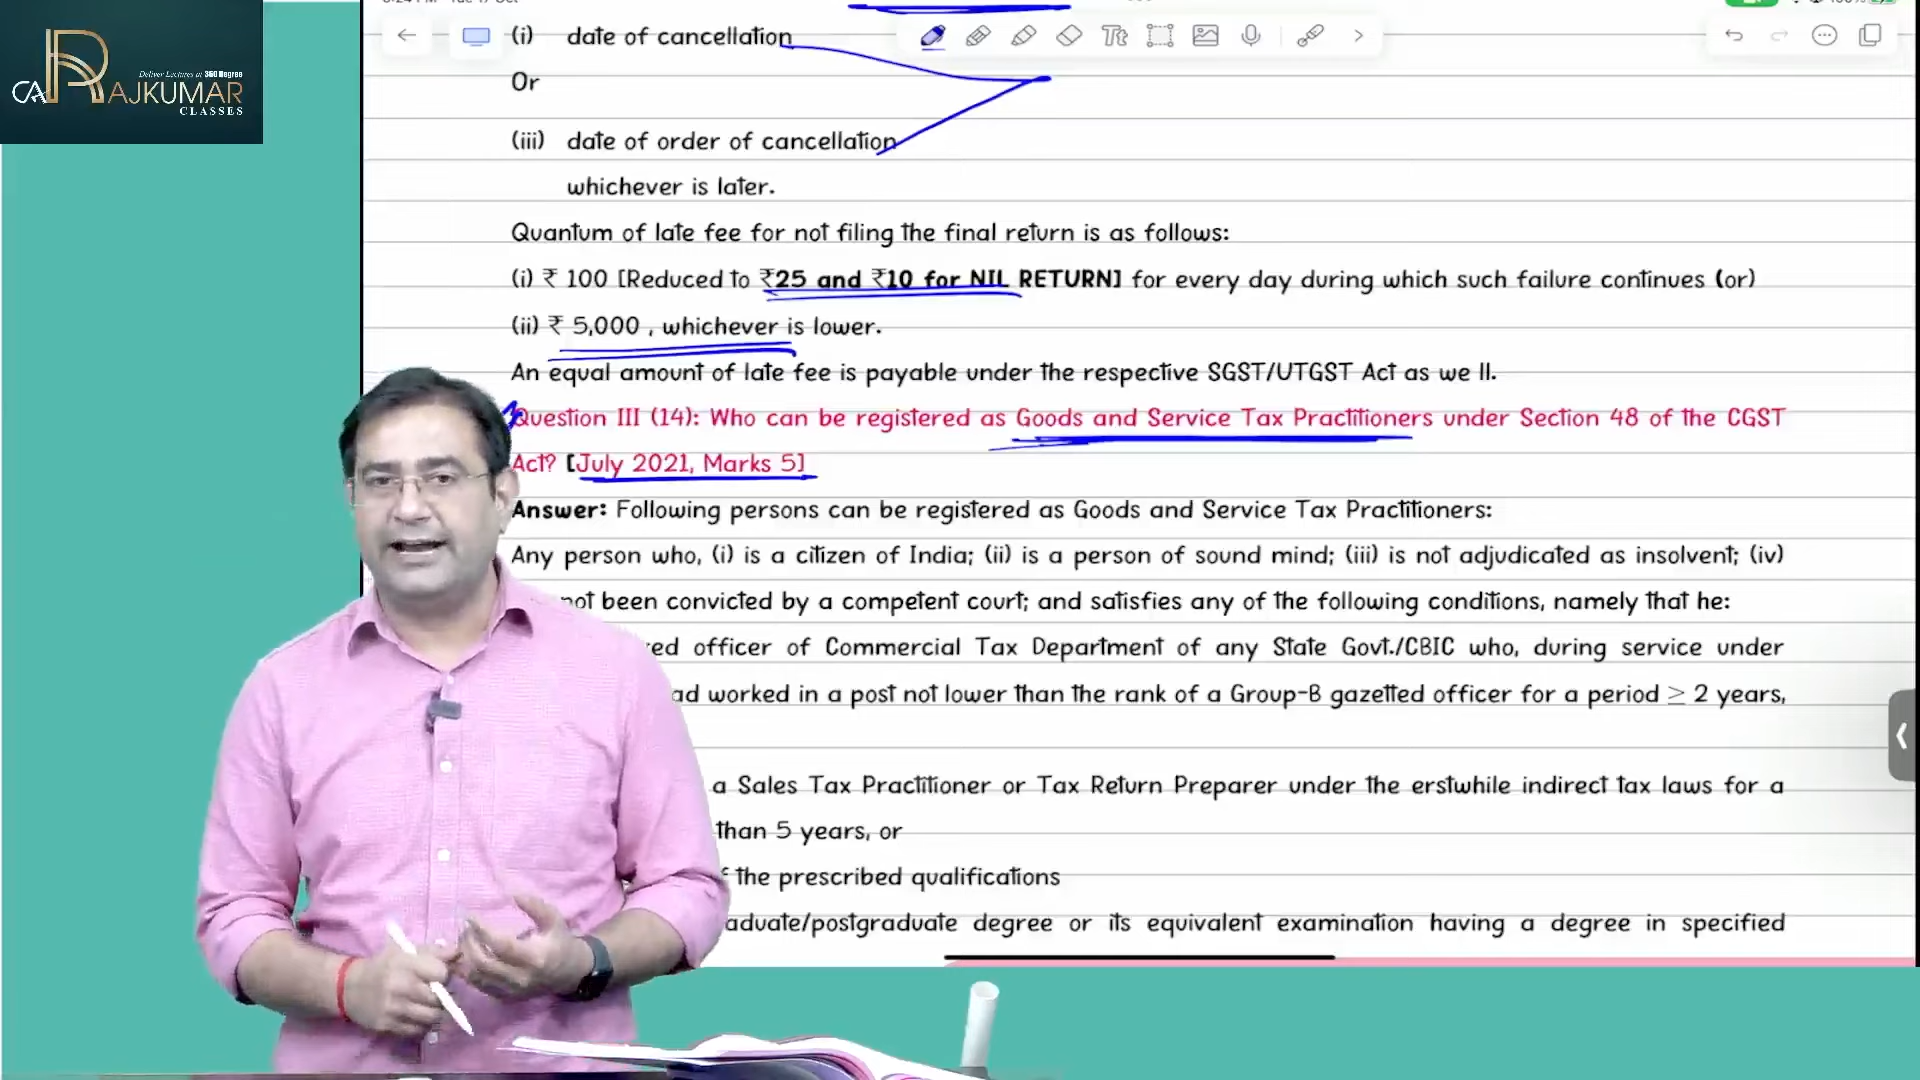 (i) date of cancellation
Deliver Lectures at 360 Degree
CA RAJKUMAR
CLASSES
Or
(iii) date of order of cancellation
whichever is later.
Quantum of late fee for not filing the final return is as follows:
(i) ₹ 100 [Reduced to ₹25 and ₹10 for NIL RETURN] for every day during which such failure continues (or)
(ii) ₹ 5,000 , whichever is lower.
An equal amount of late fee is payable under the respective SGST/UTGST Act as we ll.
Question III (14): Who can be registered as Goods and Service Tax Practitioners under Section 48 of the CGST
Act? [July 2021, Marks 5]
Answer: Following persons can be registered as Goods and Service Tax Practitioners:
Any person who, (i) is a citizen of India; (ii) is a person of sound mind; (iii) is not adjudicated as insolvent; (iv)
not been convicted by a competent court; and satisfies any of the following conditions, namely that he:
officer of Commercial Tax Department of any State Govt./CBIC who, during service under
worked in a post not lower than the rank of a Group-B gazetted officer for a period ≥ 2 years,
a Sales Tax Practitioner or Tax Return Preparer under the erstwhile indirect tax laws for a
than 5 years, or
the prescribed qualifications
degree or its equivalent examination having a degree in specified